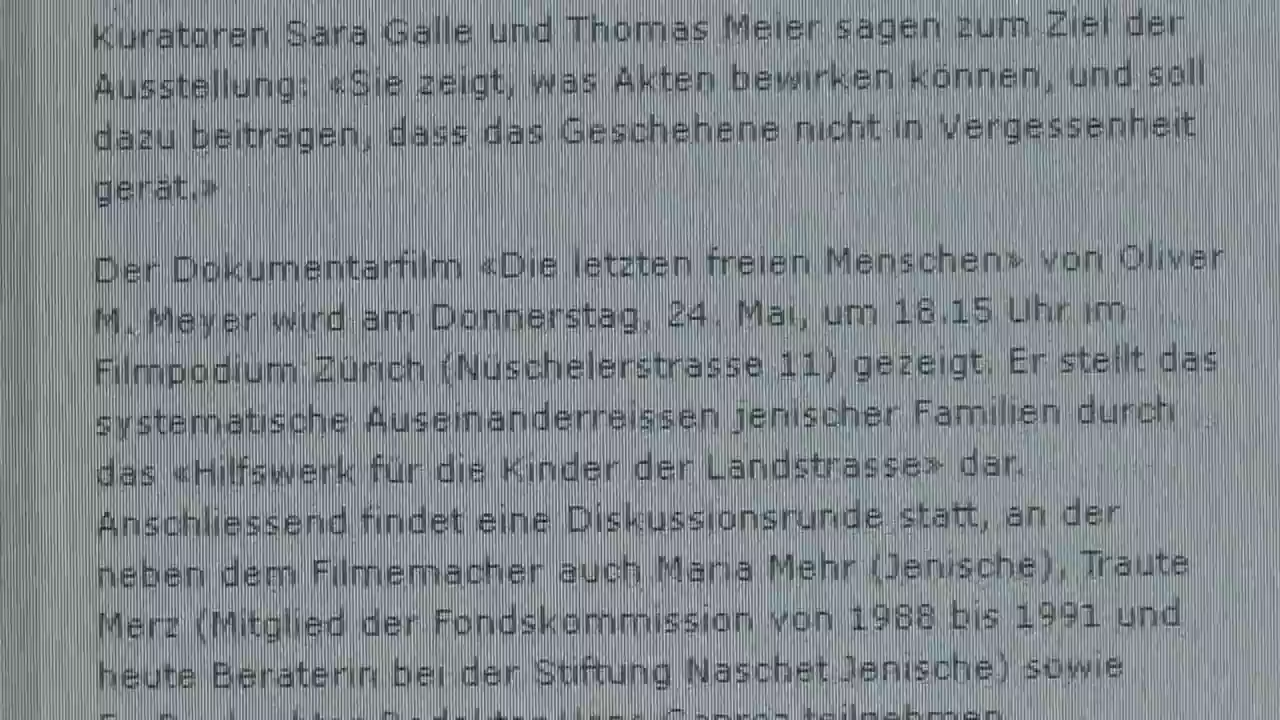 Kuratoren Sara Galle und Thomas Meier sagen zum Ziel der
Ausstellung: «Sie zeigt, was Akten bewirken können, und soll
dazu beitragen, dass das Geschehene nicht in Vergessenheit
gerät.»
Der Dokumentarfilm «Die letzten freien Menschen» von Oliver
M. Meyer wird am Donnerstag, 24. Mai, um 18.15 Uhr im
Filmpodium Zürich (Nüschelerstrasse 11) gezeigt. Er stellt das
systematische Auseinanderreissen jenischer Familien durch
das «Hilfswerk für die Kinder der Landstrasse» dar.
Anschliessend findet eine Diskussionsrunde statt, an der
neben dem Filmemacher auch Maria Mehr (Jenische), Traute
Merz (Mitglied der Fondskommission von 1988 bis 1991 und
heute Beraterin bei der Stiftung Naschet Jenische) sowie
teilnehmen